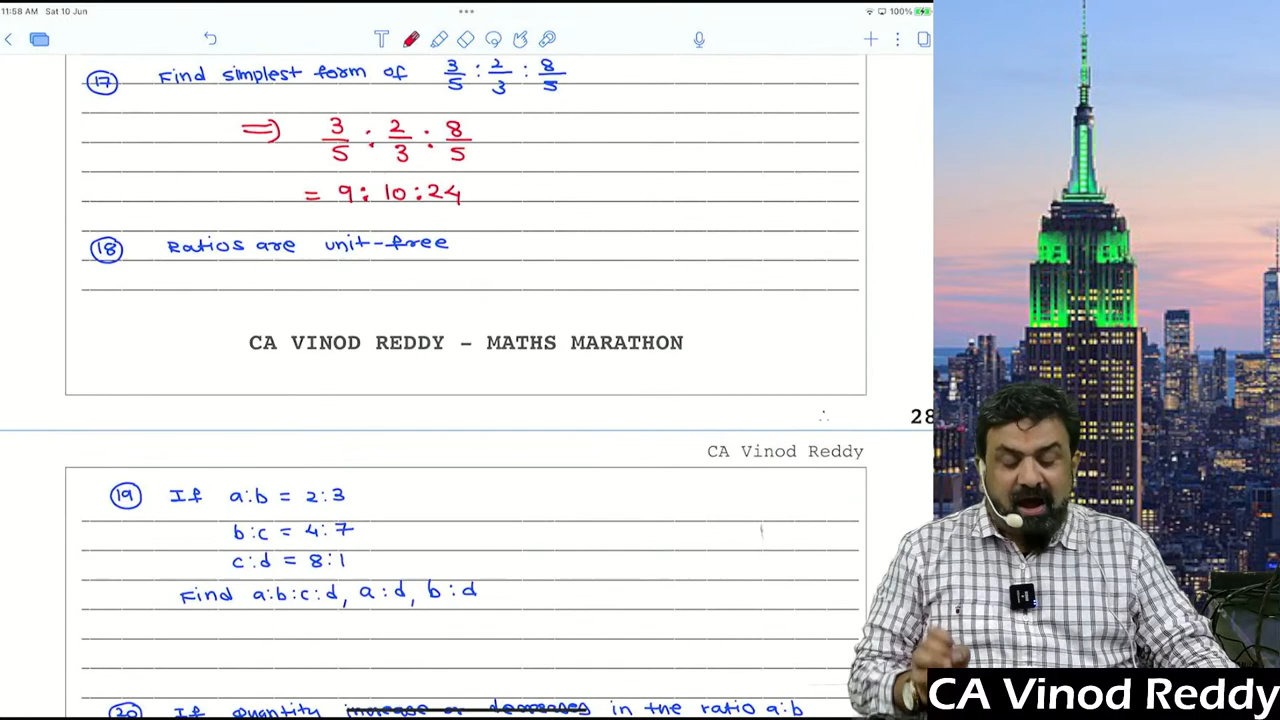 11:58 AM Sat 10 Jun
100%
T
17 Find simplest form of 3/5 : 2/3 : 8/5
⇒ 3/5 : 2/3 : 8/5
= 9 : 10 : 24
18 Ratios are unit-free
CA VINOD REDDY - MATHS MARATHON
28
CA Vinod Reddy
19 If a:b = 2:3
b:c = 4:7
c:d = 8:1
Find a:b:c:d, a:d, b:d
20 If quantity increase or decreases in the ratio a:b
CA Vinod Reddy